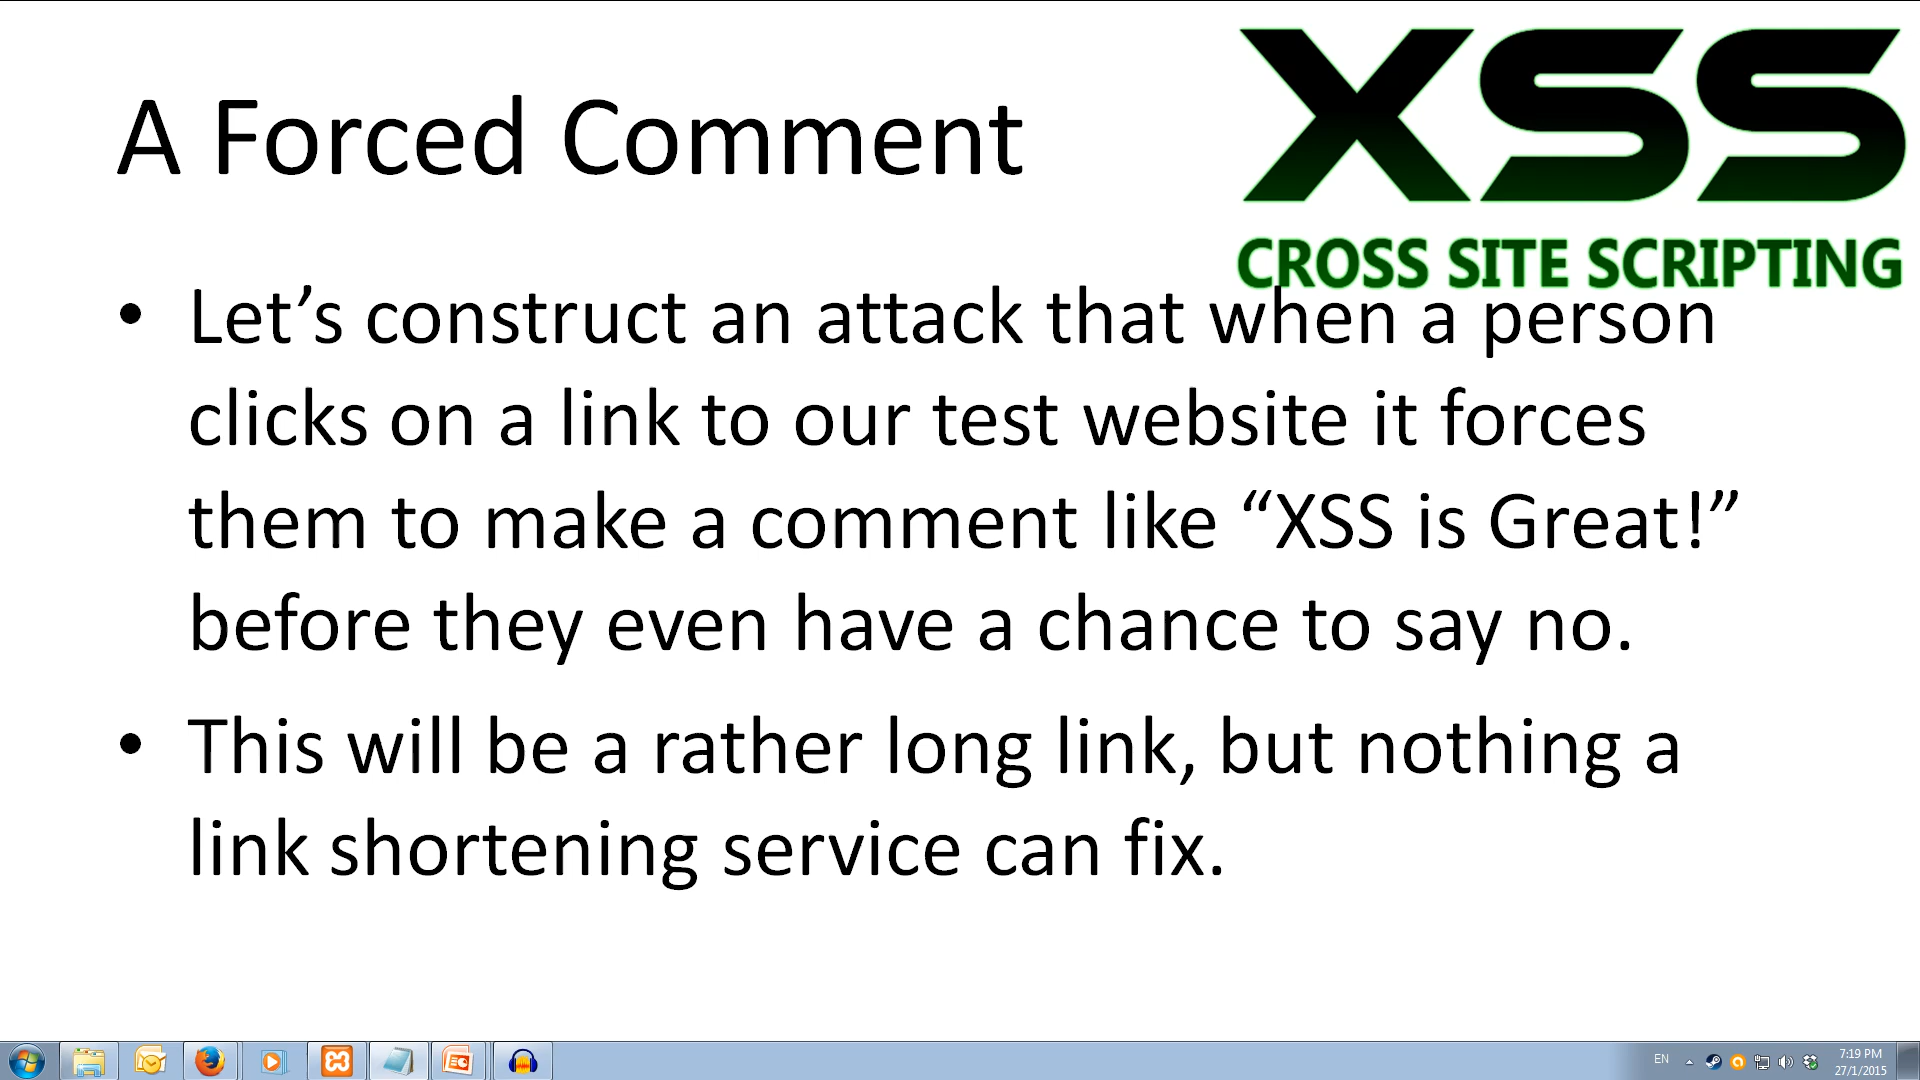 XSS
CROSS SITE SCRIPTING
A Forced Comment
• Let’s construct an attack that when a person
clicks on a link to our test website it forces
them to make a comment like “XSS is Great!”
before they even have a chance to say no.
• This will be a rather long link, but nothing a
link shortening service can fix.
EN
7:19 PM
27/1/2015